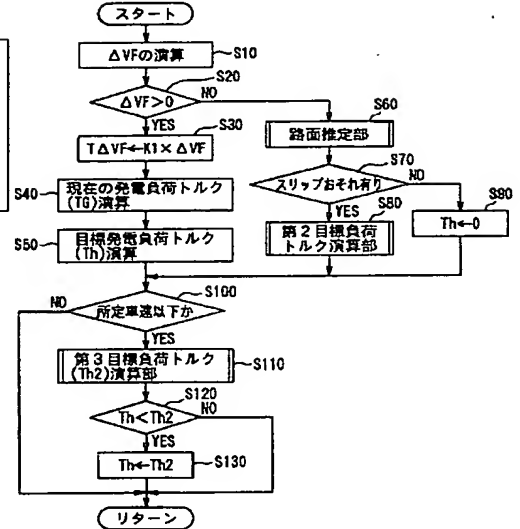 スタート
ΔVFの演算
S10
S20
ΔVF>0
NO
YES
S30
TΔVF←K1×ΔVF
S40
現在の発電負荷トルク
(TG)演算
S50
目標発電負荷トルク
(Th)演算
S60
路面推定部
S70
スリップおそれ有り
NO
YES
S80
第2目標負荷
トルク演算部
S90
Th←0
S100
NO
所定車速以下か
YES
第3目標負荷トルク
(Th2)演算部
S110
S120
Th<Th2
NO
YES
Th←Th2
S130
リターン